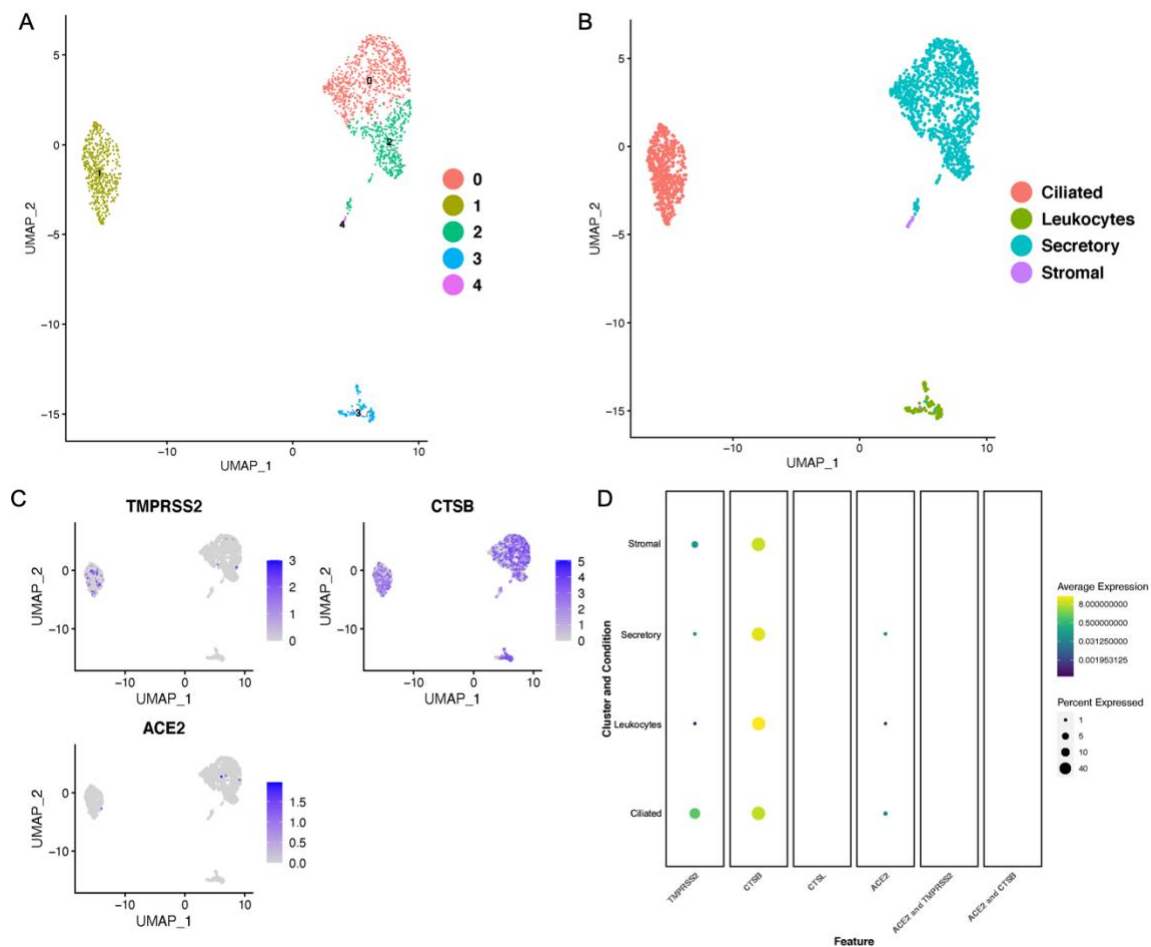 A
UMAP_2
5
0
−5
−10
−15
−10
0
10
UMAP_1
0
1
2
3
4
0
1
2
3
4
B
UMAP_2
5
0
−5
−10
−15
−10
0
10
UMAP_1
Ciliated
Leukocytes
Secretory
Stromal
C
TMPRSS2
UMAP_2
0
−10
−10
0
10
UMAP_1
3
2
1
0
CTSB
UMAP_2
0
−10
−10
0
10
UMAP_1
5
4
3
2
1
0
ACE2
UMAP_2
0
−10
−10
0
10
UMAP_1
1.5
1.0
0.5
0.0
D
Cluster and Condition
Stromal
Secretory
Leukocytes
Ciliated
TMPRSS2
CTSB
CTSL
ACE2
ACE2 and TMPRSS2
ACE2 and CTSB
Feature
Average Expression
8.000000000
0.500000000
0.031250000
0.001953125
Percent Expressed
1
5
10
40